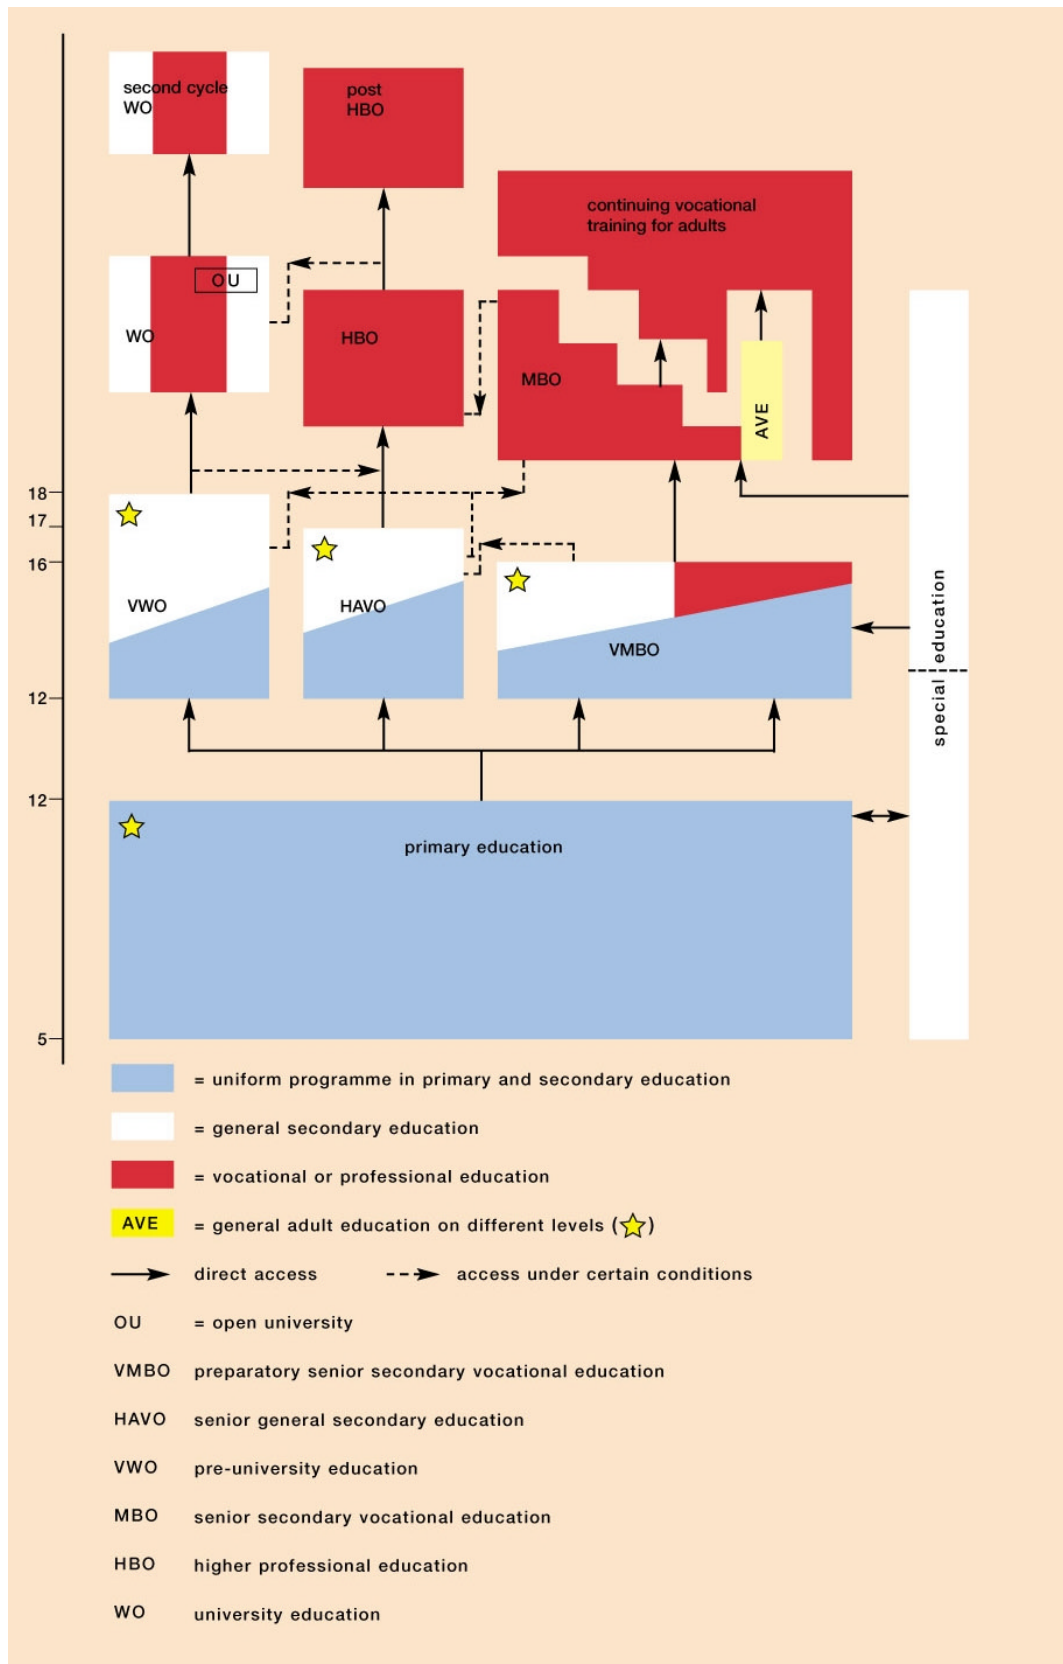 second cycle
WO
post
HBO
continuing vocational
training for adults
OU
WO
HBO
MBO
AVE
18
17
16
VWO
HAVO
VMBO
special education
12
12
primary education
5
= uniform programme in primary and secondary education
= general secondary education
= vocational or professional education
AVE = general adult education on different levels ( )
direct access access under certain conditions
OU = open university
VMBO preparatory senior secondary vocational education
HAVO senior general secondary education
VWO pre-university education
MBO senior secondary vocational education
HBO higher professional education
WO university education